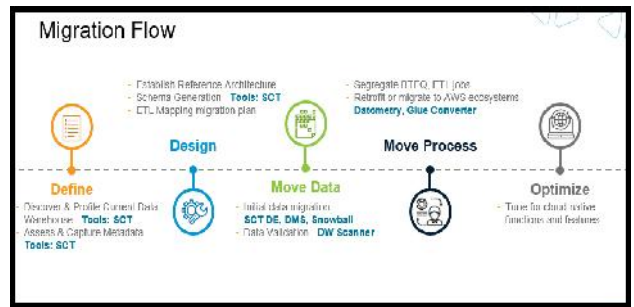 Migration Flow
- Establish Reference Architecture
- Schema Generation Tools: SCT
- ETL Mapping migration plan
- Segregate BTEQ, ETL jobs
- Retrofit or migrate to AWS ecosystems
Datometry, Glue Converter
Design
Move Process
Define
- Discover & Profile Current Data
Warehouse Tools: SCT
- Assess & Capture Metadata
Tools: SCT
Move Data
- Initial data migration
SCT DE, DMS, Snowball
- Data Validation DW Scanner
Optimize
- Tune for cloud native
functions and features